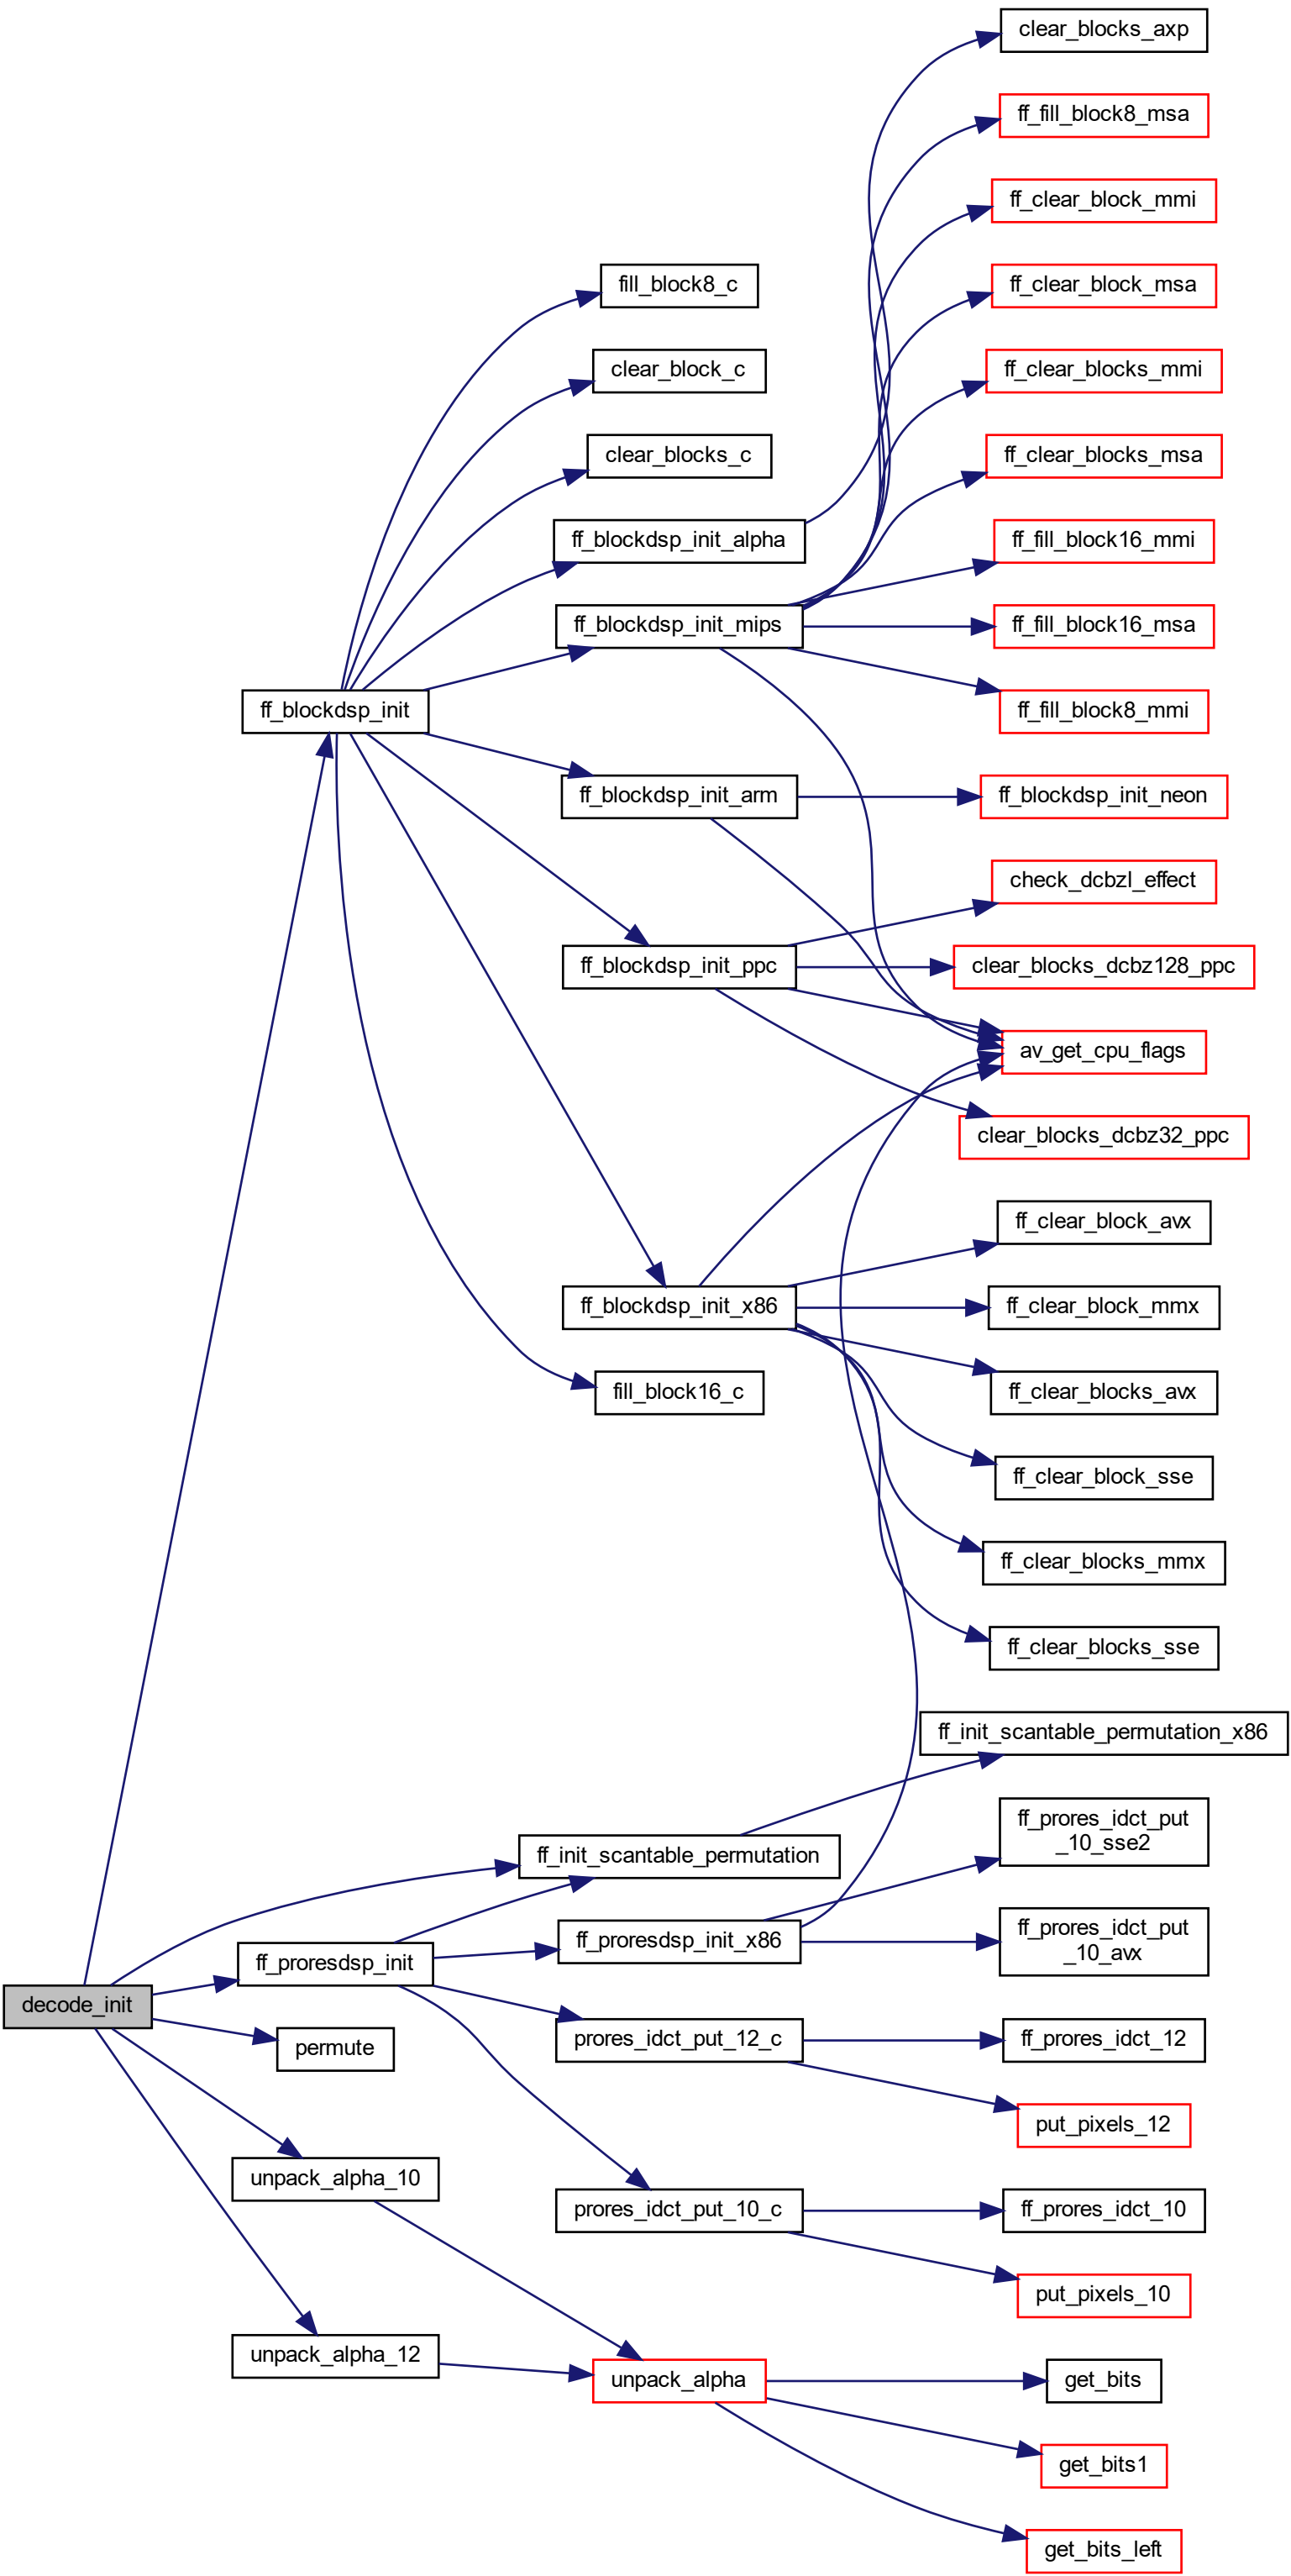 clear_blocks_axp
ff_fill_block8_msa
ff_clear_block_mmi
fill_block8_c
ff_clear_block_msa
clear_block_c
ff_clear_blocks_mmi
clear_blocks_c
ff_clear_blocks_msa
ff_blockdsp_init_alpha
ff_fill_block16_mmi
ff_blockdsp_init_mips
ff_fill_block16_msa
ff_blockdsp_init
ff_fill_block8_mmi
ff_blockdsp_init_arm
ff_blockdsp_init_neon
check_dcbzl_effect
ff_blockdsp_init_ppc
clear_blocks_dcbz128_ppc
av_get_cpu_flags
clear_blocks_dcbz32_ppc
ff_clear_block_avx
ff_blockdsp_init_x86
ff_clear_block_mmx
fill_block16_c
ff_clear_blocks_avx
ff_clear_block_sse
ff_clear_blocks_mmx
ff_clear_blocks_sse
ff_init_scantable_permutation_x86
ff_prores_idct_put
_10_sse2
ff_init_scantable_permutation
ff_proresdsp_init
ff_proresdsp_init_x86
ff_prores_idct_put
_10_avx
decode_init
permute
prores_idct_put_12_c
ff_prores_idct_12
put_pixels_12
unpack_alpha_10
prores_idct_put_10_c
ff_prores_idct_10
put_pixels_10
unpack_alpha_12
unpack_alpha
get_bits
get_bits1
get_bits_left